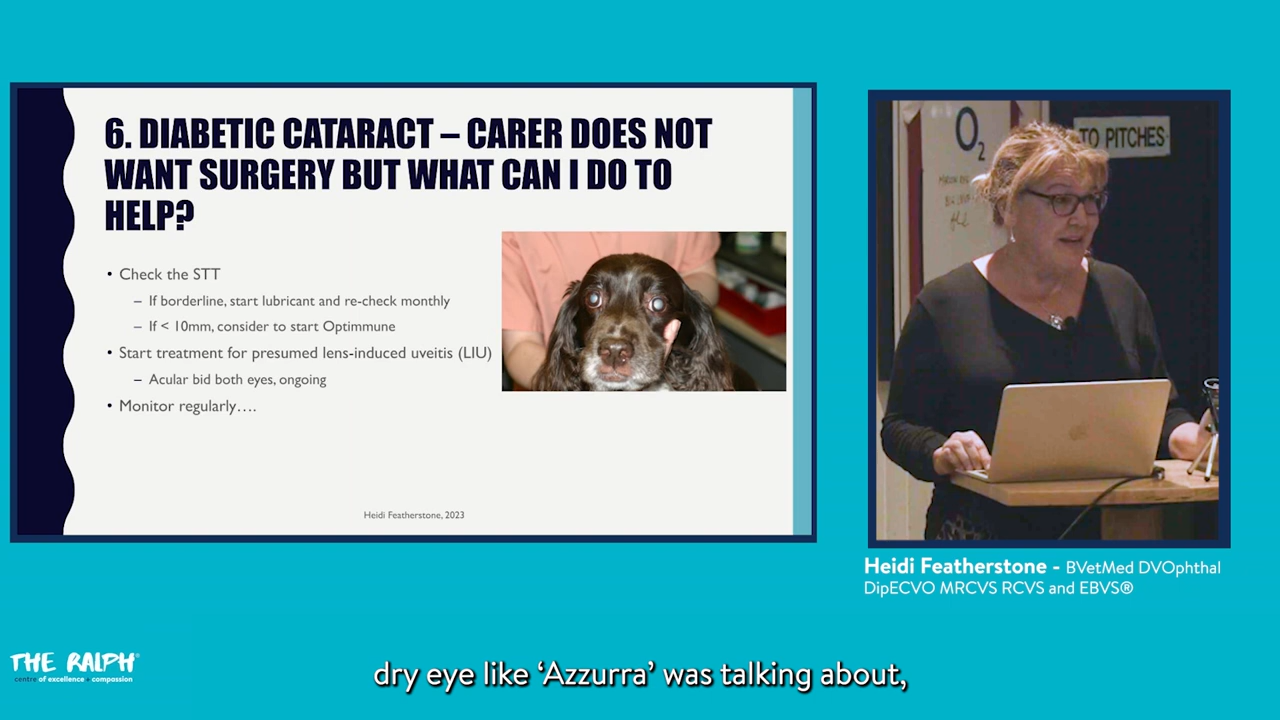 6. DIABETIC CATARACT – CARER DOES NOT
WANT SURGERY BUT WHAT CAN I DO TO
HELP?
• Check the STT
– If borderline, start lubricant and re-check monthly
– If < 10mm, consider to start Optimmune
• Start treatment for presumed lens-induced uveitis (LIU)
– Acular bid both eyes, ongoing
• Monitor regularly….
Heidi Featherstone, 2023
O2
TO PITCHES
Heidi Featherstone - BVetMed DVOphthal
DipECVO MRCVS RCVS and EBVS®
THE RALPH®
centre of excellence + compassion
dry eye like ‘Azzurra’ was talking about,